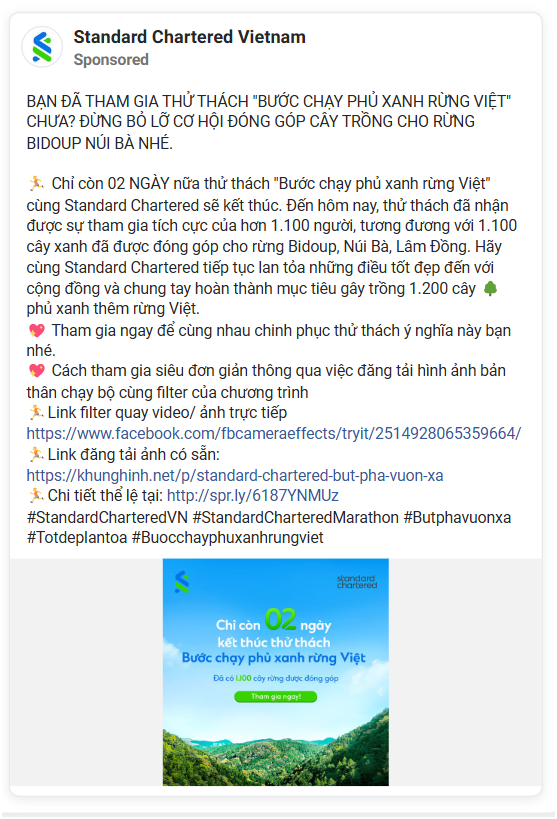 Standard Chartered Vietnam
Sponsored
BẠN ĐÃ THAM GIA THỬ THÁCH "BƯỚC CHẠY PHỦ XANH RỪNG VIỆT"
CHƯA? ĐỪNG BỎ LỠ CƠ HỘI ĐÓNG GÓP CÂY TRỒNG CHO RỪNG
BIDOUP NÚI BÀ NHÉ.
🏃 Chỉ còn 02 NGÀY nữa thử thách "Bước chạy phủ xanh rừng Việt"
cùng Standard Chartered sẽ kết thúc. Đến hôm nay, thử thách đã nhận
được sự tham gia tích cực của hơn 1.100 người, tương đương với 1.100
cây xanh đã được đóng góp cho rừng Bidoup, Núi Bà, Lâm Đồng. Hãy
cùng Standard Chartered tiếp tục lan tỏa những điều tốt đẹp đến với
cộng đồng và chung tay hoàn thành mục tiêu gây trồng 1.200 cây 🌳
phủ xanh thêm rừng Việt.
💖 Tham gia ngay để cùng nhau chinh phục thử thách ý nghĩa này bạn
nhé.
💖 Cách tham gia siêu đơn giản thông qua việc đăng tải hình ảnh bản
thân chạy bộ cùng filter của chương trình
🏃Link filter quay video/ ảnh trực tiếp
https://www.facebook.com/fbcameraeffects/tryit/2514928065359664/
🏃Link đăng tải ảnh có sẵn:
https://khunghinh.net/p/standard-chartered-but-pha-vuon-xa
🏃Chi tiết thể lệ tại: http://spr.ly/6187YNMUz
#StandardCharteredVN #StandardCharteredMarathon #Butphavuonxa
#Totdeplantoa #Buocchayphuxanhrungviet
standard
chartered
Chỉ còn 02 ngày
kết thúc thử thách
Bước chạy phủ xanh rừng Việt
Đã có 1.100 cây rừng được đóng góp
Tham gia ngay!